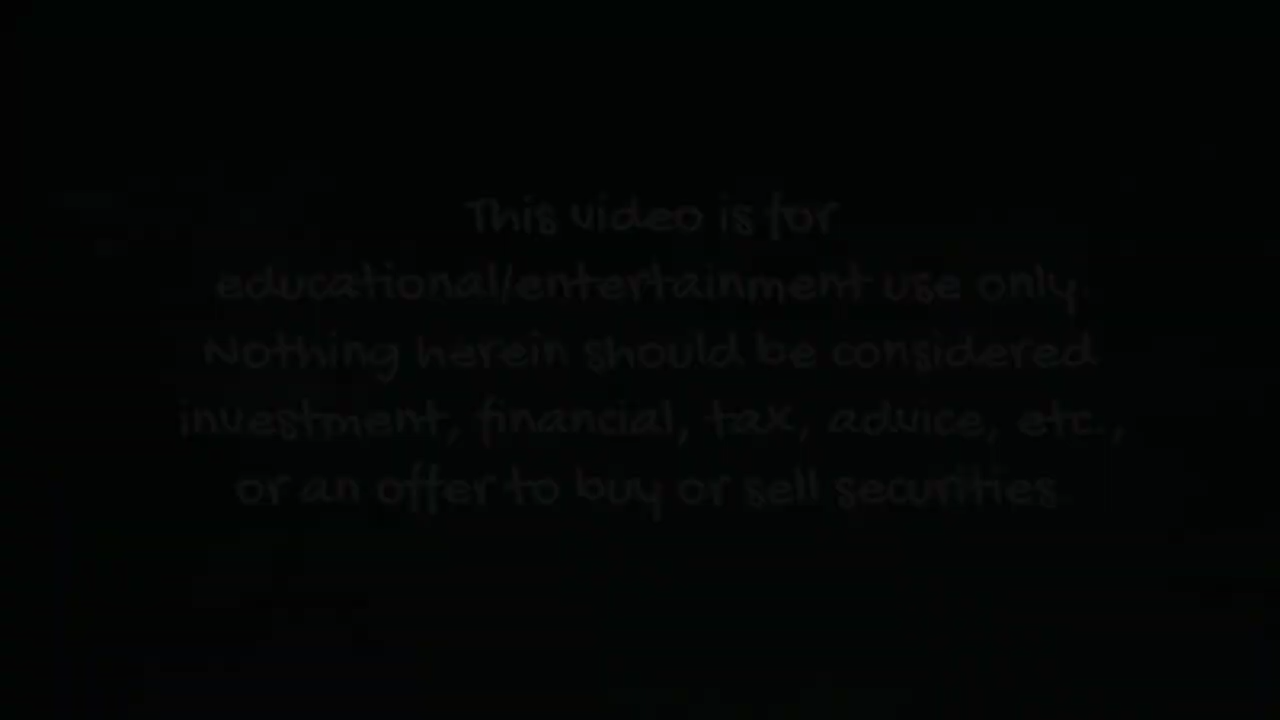 This video is for
educational/entertainment use only.
Nothing herein should be considered
investment, financial, tax, advice, etc.,
or an offer to buy or sell securities.